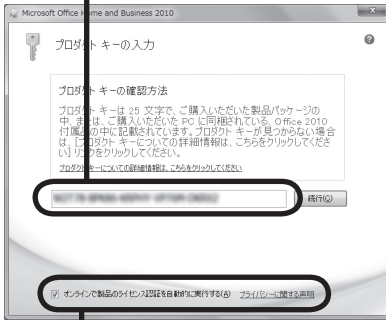 Microsoft Office Home and Business 2010
プロダクト キーの入力
プロダクト キーの確認方法
プロダクト キーは 25 文字で、ご購入いただいた製品パッケージの
中、または、ご購入いただいた PC に同梱されている、Office 2010
付属品の中に記載されています。プロダクト キーが見つからない場合
は、[プロダクト キーについての詳細情報は、こちらをクリックしてくださ
い] リンクをクリックしてください。
プロダクト キーについての詳細情報は、こちらをクリックしてください
続行(C)
オンラインで製品のライセンス認証を自動的に実行する(A) プライバシーに関する声明